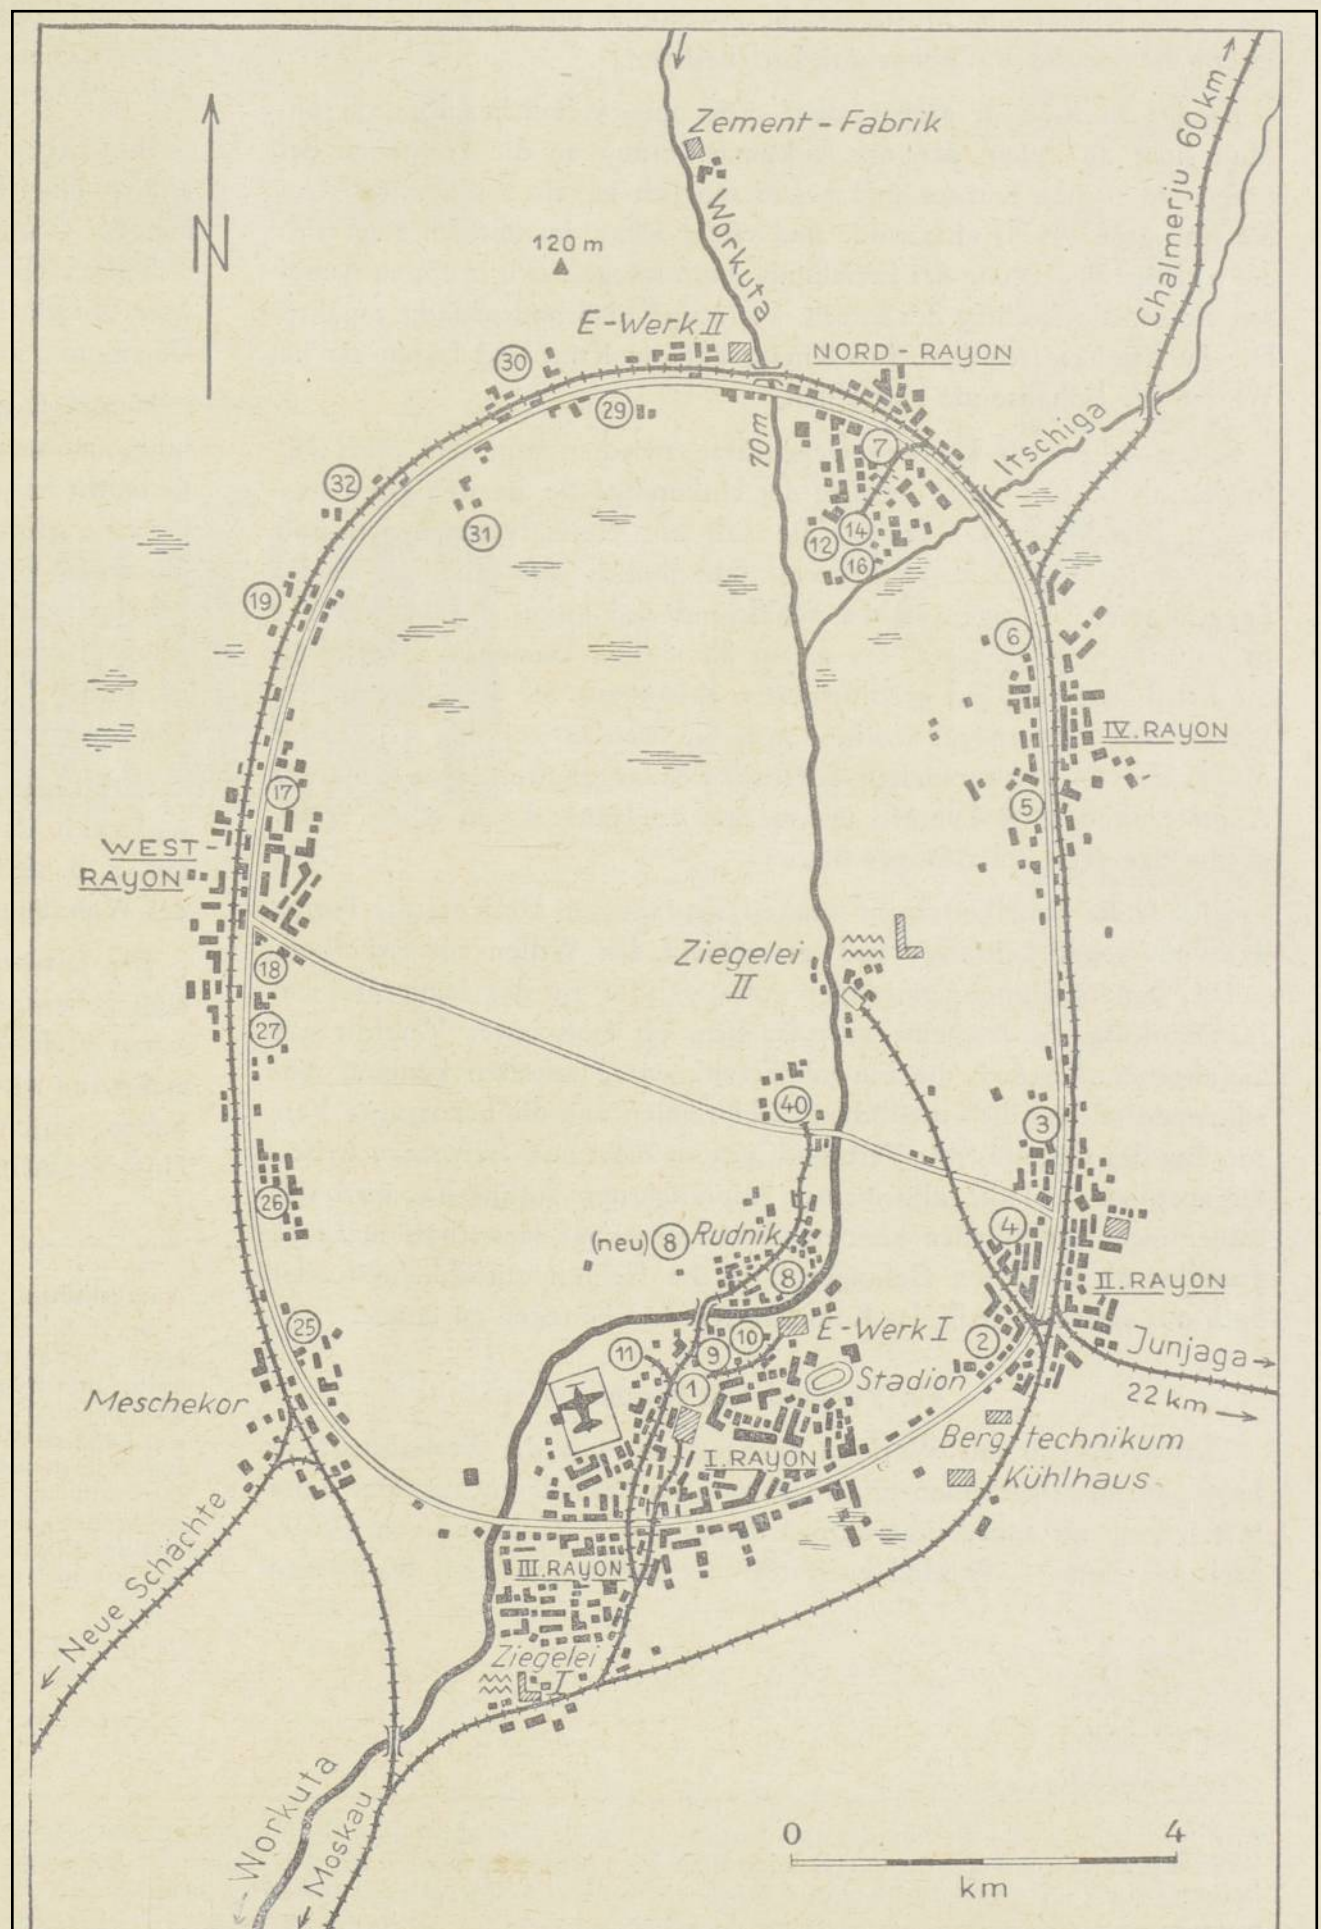 Zement-Fabrik
Workuta
Chalmerju 60 km
N
120 m
E-Werk II
NORD-RAYON
30
29
70m
7
Itschiga
32
31
12
14
16
19
6
17
IV. RAYON
5
WEST-
RAYON
Ziegelei
II
18
27
40
3
26
4
(neu) 8 Rudnik
8
II. RAYON
25
11
9
10
E-Werk I
2
Junjaga
22 km
1
Stadion
Meschekor
Bergtechnikum
I. RAYON
Kühlhaus
Neue Schächte
III. RAYON
Ziegelei
I
Workuta
Moskau
0 4
km